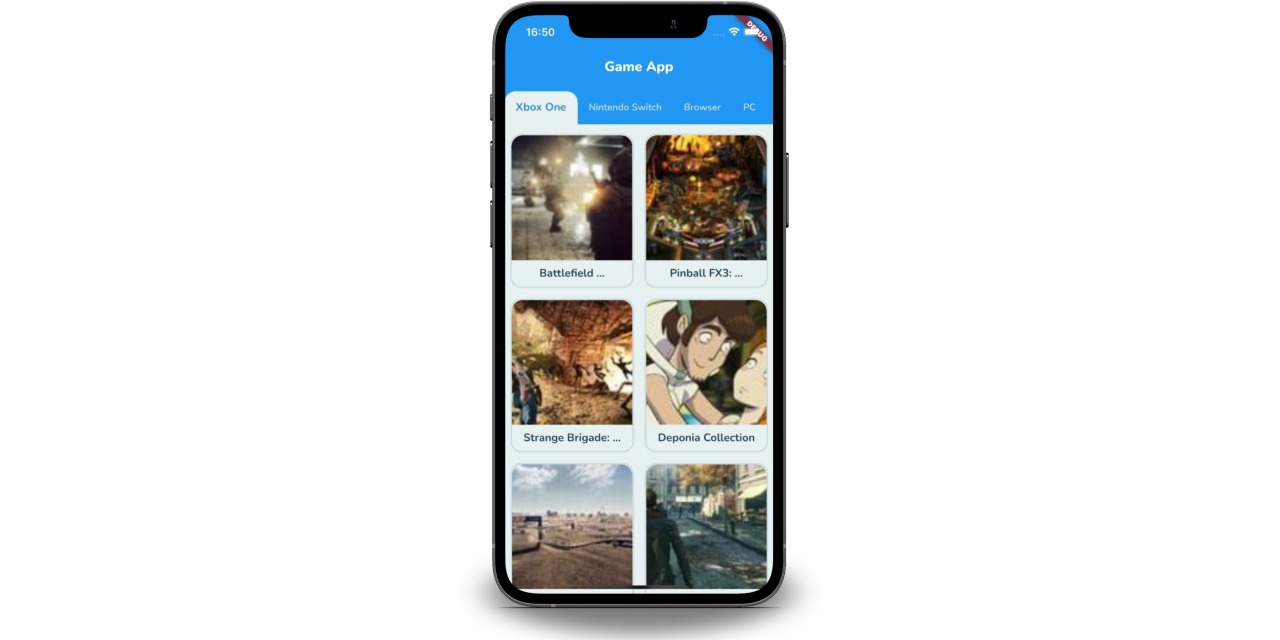 16:50
DEBUG
Game App
Xbox One
Nintendo Switch
Browser
PC
Battlefield ...
Pinball FX3: ...
Strange Brigade: ...
Deponia Collection